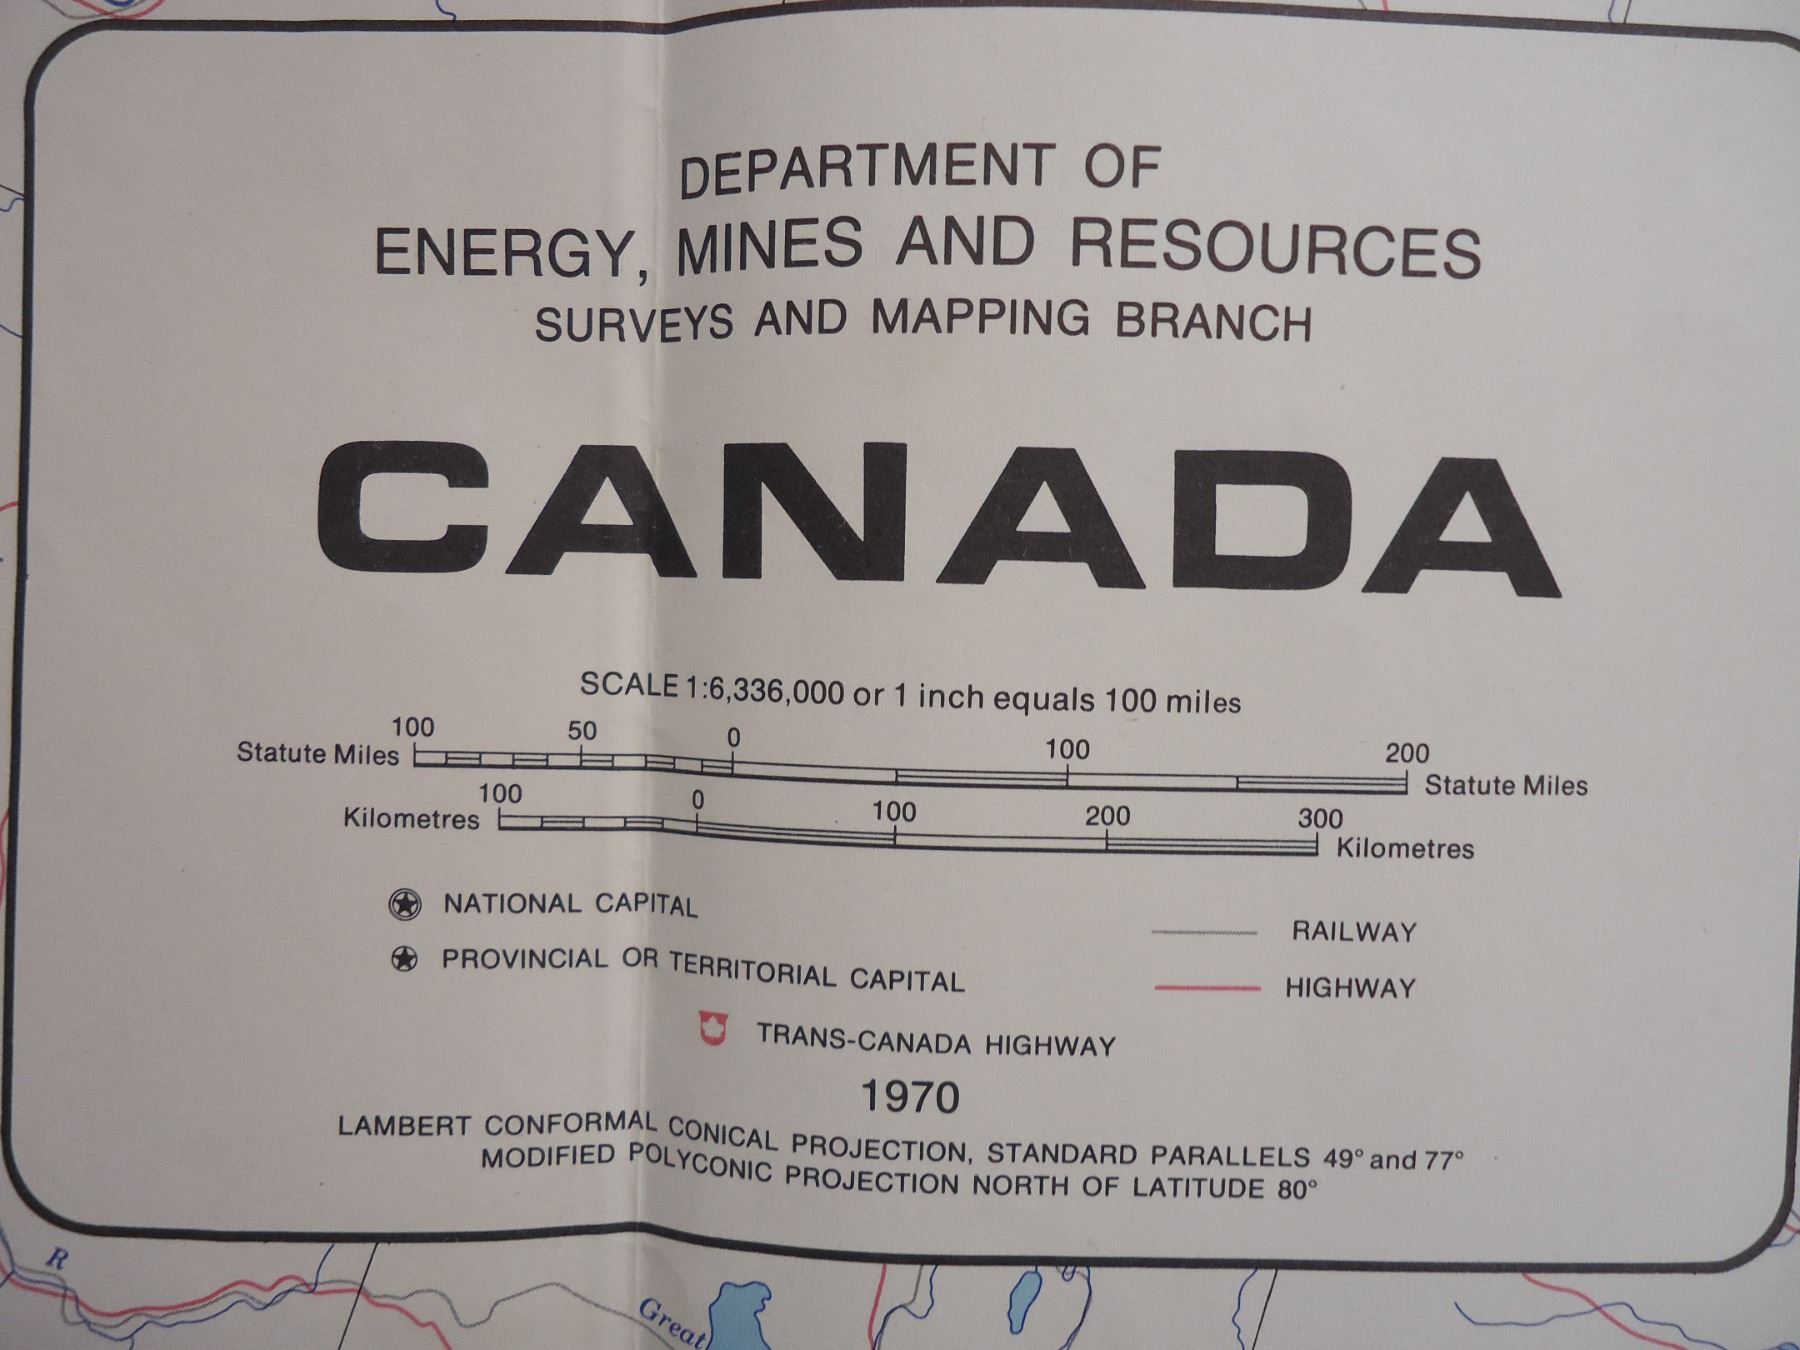 DEPARTMENT OF
ENERGY, MINES AND RESOURCES
SURVEYS AND MAPPING BRANCH
CANADA
SCALE 1:6,336,000 or 1 inch equals 100 miles
100 50 0 100 200
Statute Miles Statute Miles
100 0 100 200 300
Kilometres Kilometres
NATIONAL CAPITAL
RAILWAY
PROVINCIAL OR TERRITORIAL CAPITAL
HIGHWAY
TRANS-CANADA HIGHWAY
1970
LAMBERT CONFORMAL CONICAL PROJECTION, STANDARD PARALLELS 49° and 77°
MODIFIED POLYCONIC PROJECTION NORTH OF LATITUDE 80°
R
Great